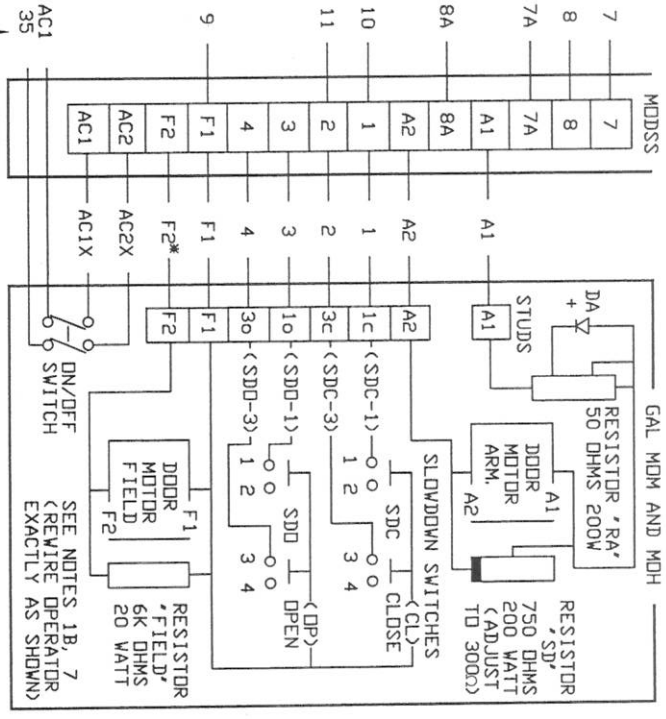 MODSS
GAL MOM AND MOH
7
8
7A
8A
10
11
9
AC1
35
7
8
7A
A1
8A
A2
1
2
3
4
F1
F2
AC2
AC1
A1
A2
1
2
3
4
F1
F2*
AC2X
AC1X
STUDS
A1
A2
1c
3c
1o
3o
F1
F2
DA
+
RESISTOR "RA"
50 OHMS 200W
DOOR
MOTOR
ARM.
A1
A2
RESISTOR
"SD"
750 OHMS
200 WATT
(ADJUST
TO 300Ω)
SLOWDOWN SWITCHES
(SDC-1)
(SDC-3)
(SDO-1)
(SDO-3)
SDC
(CL)
CLOSE
1 2
3 4
SDO
(OP)
OPEN
1 2
3 4
DOOR
MOTOR
FIELD
F1
F2
RESISTOR
"FIELD"
6K OHMS
20 WATT
ON/OFF
SWITCH
SEE NOTES 1B, 7
(REWIRE OPERATOR
EXACTLY AS SHOWN)